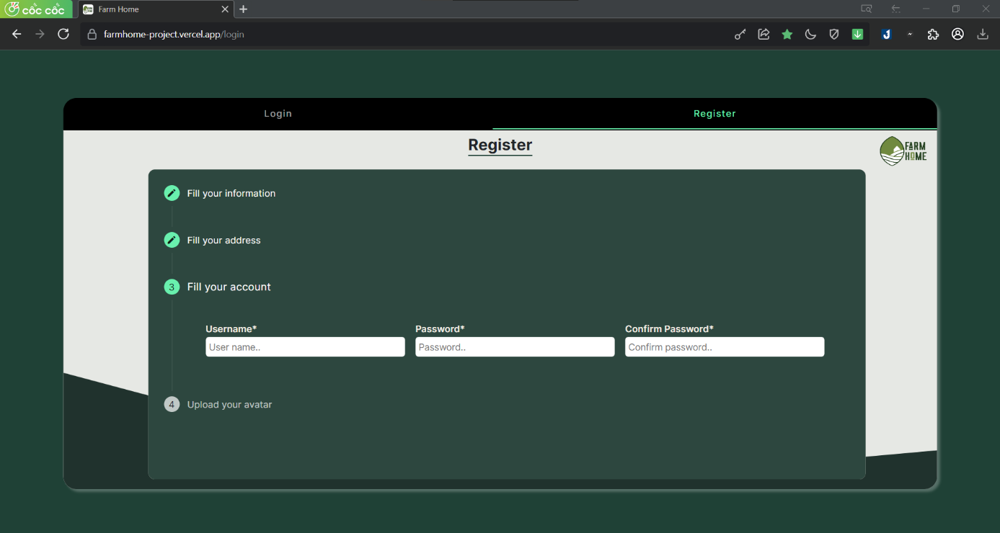 cốc cốc
Farm Home
farmhome-project.vercel.app/login
Login
Register
Register
FARM
HOME
Fill your information
Fill your address
3 Fill your account
Username*
Password*
Confirm Password*
User name..
Password..
Confirm password..
4 Upload your avatar